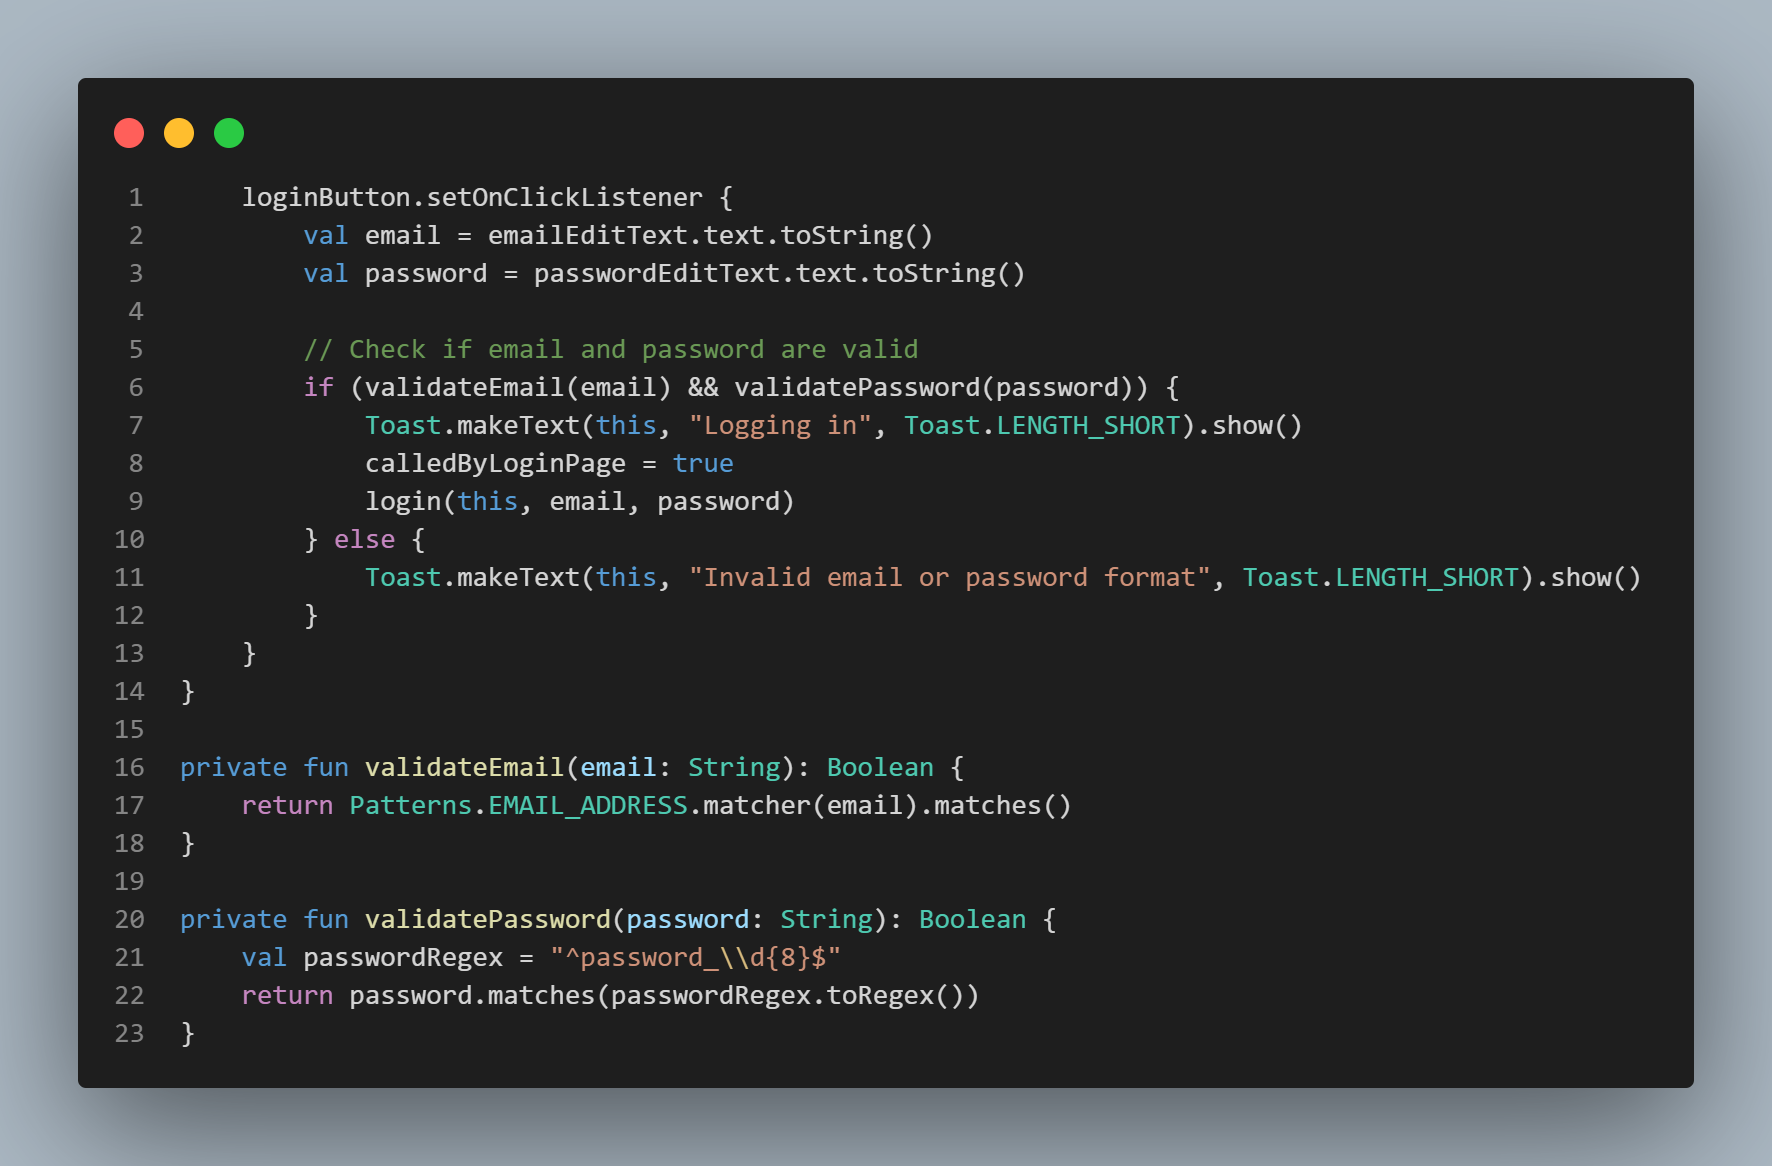 1 loginButton.setOnClickListener {
2 val email = emailEditText.text.toString()
3 val password = passwordEditText.text.toString()
4
5 // Check if email and password are valid
6 if (validateEmail(email) && validatePassword(password)) {
7 Toast.makeText(this, "Logging in", Toast.LENGTH_SHORT).show()
8 calledByLoginPage = true
9 login(this, email, password)
10 } else {
11 Toast.makeText(this, "Invalid email or password format", Toast.LENGTH_SHORT).show()
12 }
13 }
14 }
15
16 private fun validateEmail(email: String): Boolean {
17 return Patterns.EMAIL_ADDRESS.matcher(email).matches()
18 }
19
20 private fun validatePassword(password: String): Boolean {
21 val passwordRegex = "^password_\\d{8}$"
22 return password.matches(passwordRegex.toRegex())
23 }